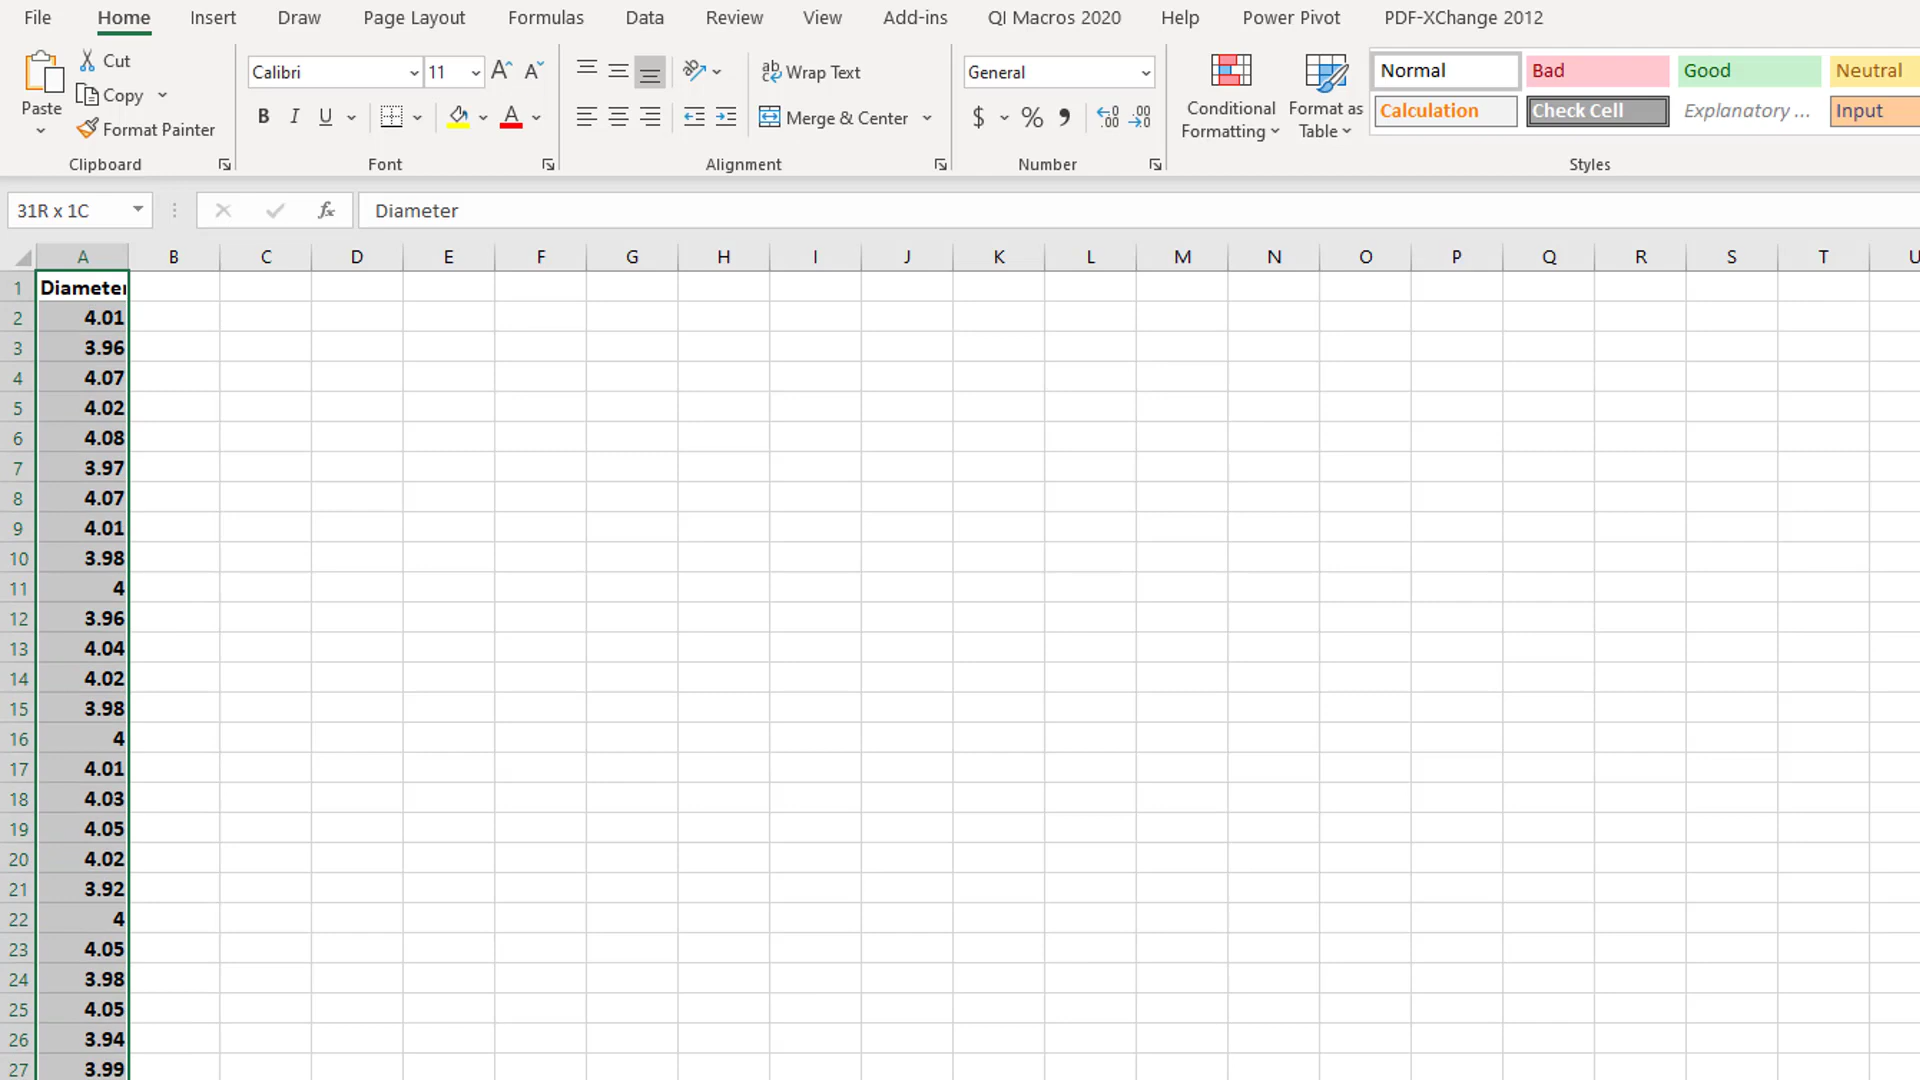 File Home Insert Draw Page Layout Formulas Data Review View Add-ins QI Macros 2020 Help Power Pivot PDF-XChange 2012
Paste
Cut
Copy
Format Painter
Clipboard
Calibri 11
B I U
Font
Wrap Text
Merge & Center
Alignment
General
$ % ,
Number
Conditional Formatting
Format as Table
Normal Bad Good Neutral
Calculation Check Cell Explanatory ... Input
Styles
31R x 1C fx Diameter
A B C D E F G H I J K L M N O P Q R S T U
1 Diameter
2 4.01
3 3.96
4 4.07
5 4.02
6 4.08
7 3.97
8 4.07
9 4.01
10 3.98
11 4
12 3.96
13 4.04
14 4.02
15 3.98
16 4
17 4.01
18 4.03
19 4.05
20 4.02
21 3.92
22 4
23 4.05
24 3.98
25 4.05
26 3.94
27 3.99